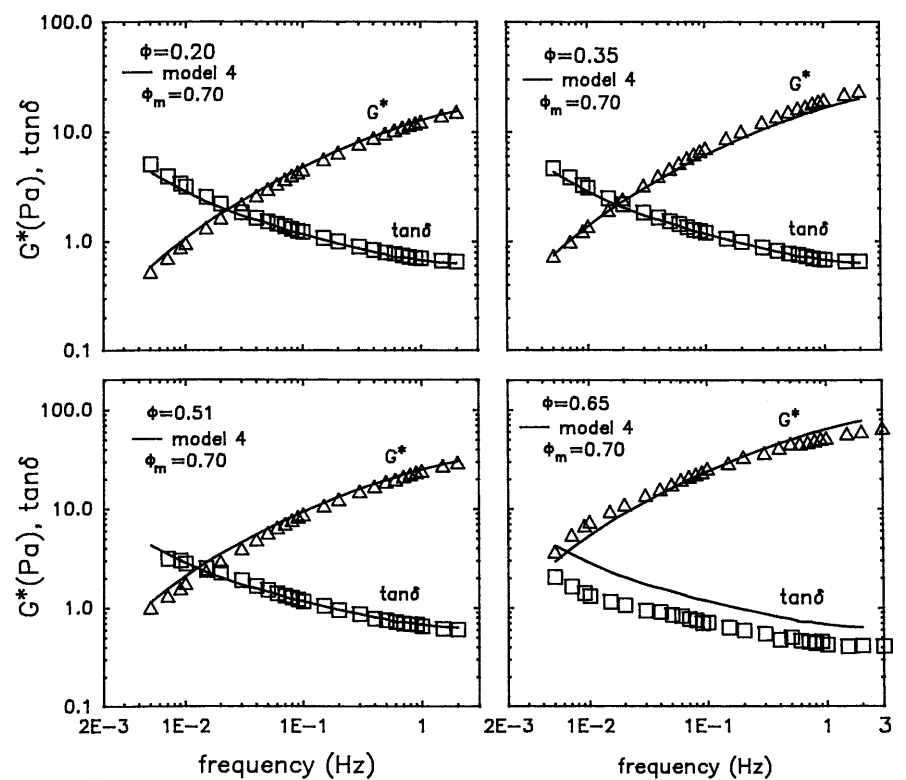 100.0
10.0
1.0
0.1
G*(Pa), tanδ
ϕ=0.20
model 4
ϕm=0.70
G*
tanδ
ϕ=0.35
model 4
ϕm=0.70
G*
tanδ
100.0
10.0
1.0
0.1
G*(Pa), tanδ
ϕ=0.51
model 4
ϕm=0.70
G*
tanδ
2E-3 1E-2 1E-1 1
frequency (Hz)
ϕ=0.65
model 4
ϕm=0.70
G*
tanδ
2E-3 1E-2 1E-1 1 3
frequency (Hz)